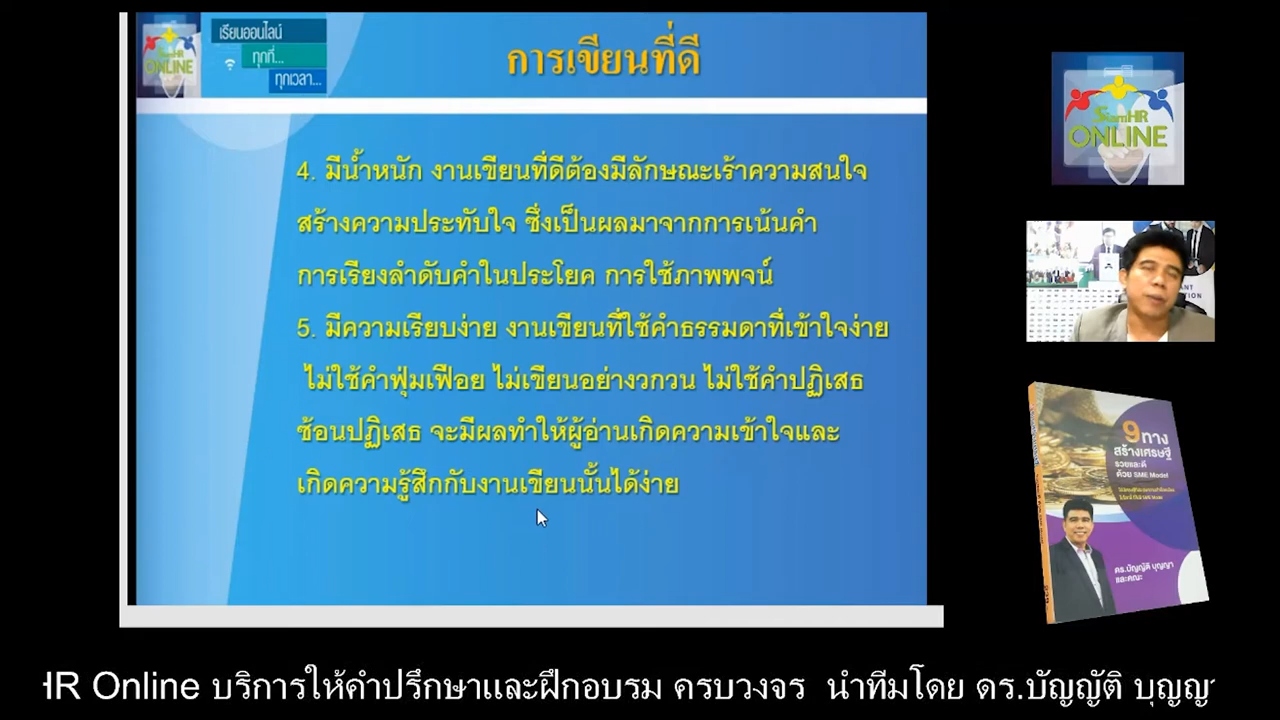 เรียนออนไลน์
ทุกที่...
ทุกเวลา...
SiamHR
ONLINE
การเขียนที่ดี
4. มีน้ำหนัก งานเขียนที่ดีต้องมีลักษณะเร้าความสนใจ
สร้างความประทับใจ ซึ่งเป็นผลมาจากการเน้นคำ
การเรียงลำดับคำในประโยค การใช้ภาพพจน์
5. มีความเรียบง่าย งานเขียนที่ใช้คำธรรมดาที่เข้าใจง่าย
ไม่ใช้คำฟุ่มเฟือย ไม่เขียนอย่างวกวน ไม่ใช้คำปฏิเสธ
ซ้อนปฏิเสธ จะมีผลทำให้ผู้อ่านเกิดความเข้าใจและ
เกิดความรู้สึกกับงานเขียนนั้นได้ง่าย
SiamHR
ONLINE
9ทาง
สร้างเศรษฐี
รวยและดี
ด้วย SME Model
ดร.บัญญัติ บุญญา
และคณะ
HR Online บริการให้คำปรึกษาและฝึกอบรม ครบวงจร นำทีมโดย ดร.บัญญัติ บุญญา